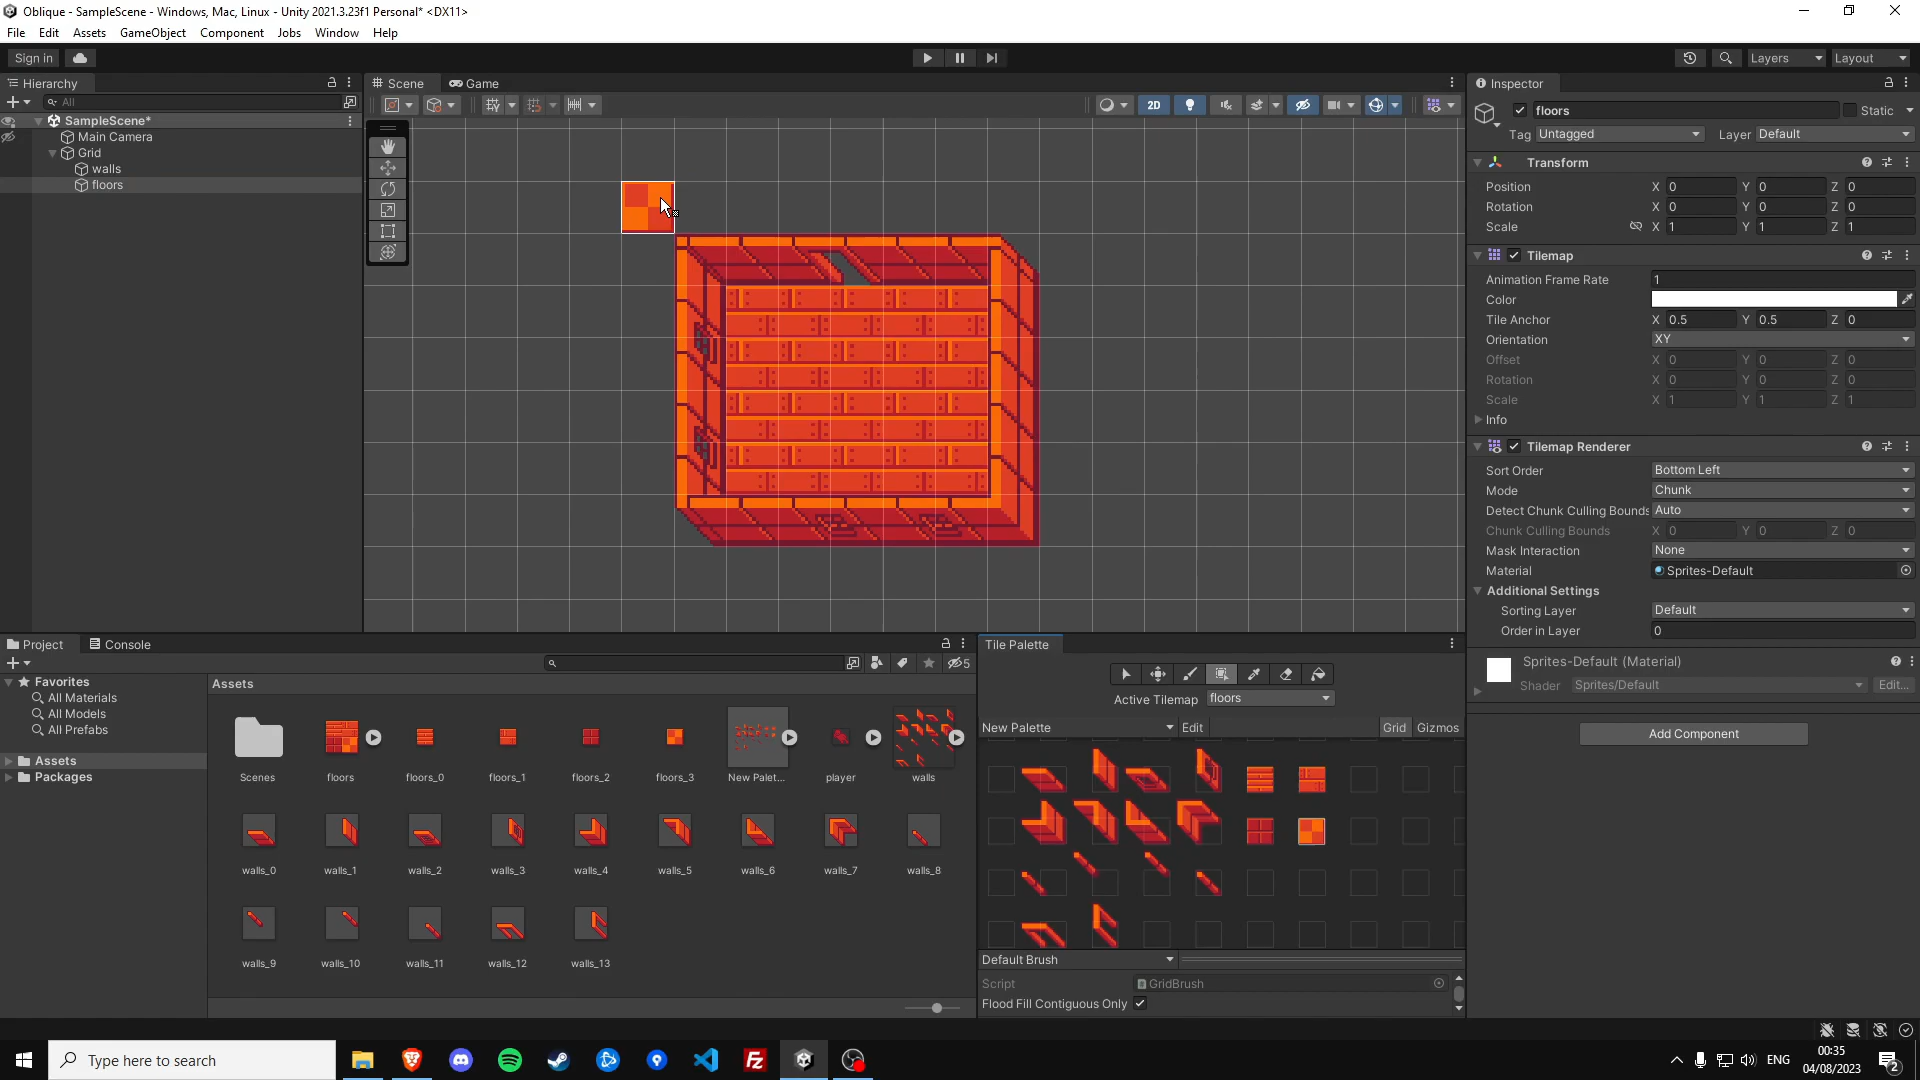 Oblique - SampleScene - Windows, Mac, Linux - Unity 2021.3.23f1 Personal* <DX11>
File Edit Assets GameObject Component Jobs Window Help
Sign in
Layers
Layout
Hierarchy
All
SampleScene*
Main Camera
Grid
walls
floors
Scene
Game
2D
Inspector
floors
Static
Tag Untagged
Layer Default
Transform
Position X 0 Y 0 Z 0
Rotation X 0 Y 0 Z 0
Scale X 1 Y 1 Z 1
Tilemap
Animation Frame Rate 1
Color
Tile Anchor X 0.5 Y 0.5 Z 0
Orientation XY
Offset X 0 Y 0 Z 0
Rotation X 0 Y 0 Z 0
Scale X 1 Y 1 Z 1
Info
Tilemap Renderer
Sort Order Bottom Left
Mode Chunk
Detect Chunk Culling Bounds Auto
Chunk Culling Bounds X 0 Y 0 Z 0
Mask Interaction None
Material Sprites-Default
Additional Settings
Sorting Layer Default
Order in Layer 0
Sprites-Default (Material)
Shader Sprites/Default
Edit...
Add Component
Project
Console
5
Favorites
All Materials
All Models
All Prefabs
Assets
Packages
Assets
Scenes floors floors_0 floors_1 floors_2 floors_3 New Palet... player walls
walls_0 walls_1 walls_2 walls_3 walls_4 walls_5 walls_6 walls_7 walls_8
walls_9 walls_10 walls_11 walls_12 walls_13
Tile Palette
Active Tilemap floors
New Palette Edit Grid Gizmos
Default Brush
Script GridBrush
Flood Fill Contiguous Only
Type here to search
ENG
00:35
04/08/2023
2